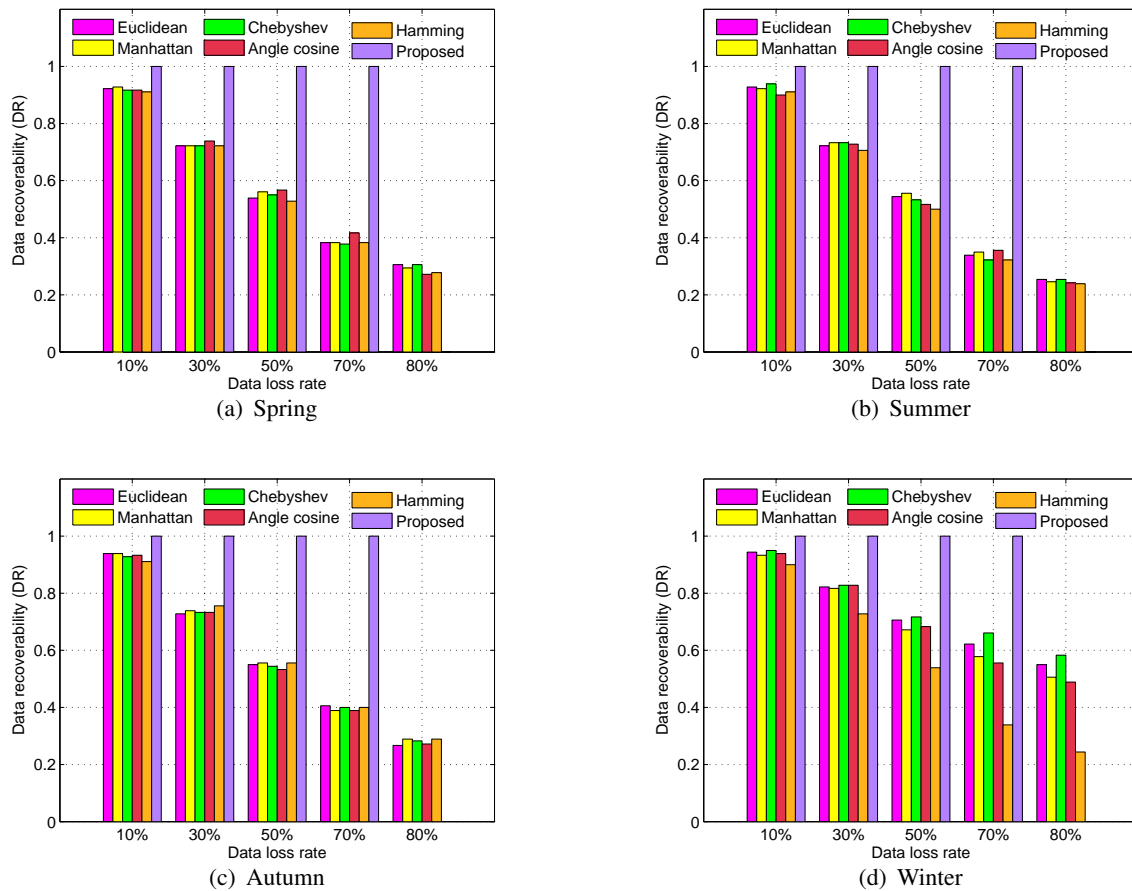 Euclidean Chebyshev Hamming
Manhattan Angle cosine Proposed
1
0.8
0.6
0.4
0.2
0
Data recoverability (DR)
10% 30% 50% 70% 80%
Data loss rate
(a) Spring
Euclidean Chebyshev Hamming
Manhattan Angle cosine Proposed
1
0.8
0.6
0.4
0.2
0
Data recoverability (DR)
10% 30% 50% 70% 80%
Data loss rate
(b) Summer
Euclidean Chebyshev Hamming
Manhattan Angle cosine Proposed
1
0.8
0.6
0.4
0.2
0
Data recoverability (DR)
10% 30% 50% 70% 80%
Data loss rate
(c) Autumn
Euclidean Chebyshev Hamming
Manhattan Angle cosine Proposed
1
0.8
0.6
0.4
0.2
0
Data recoverability (DR)
10% 30% 50% 70% 80%
Data loss rate
(d) Winter